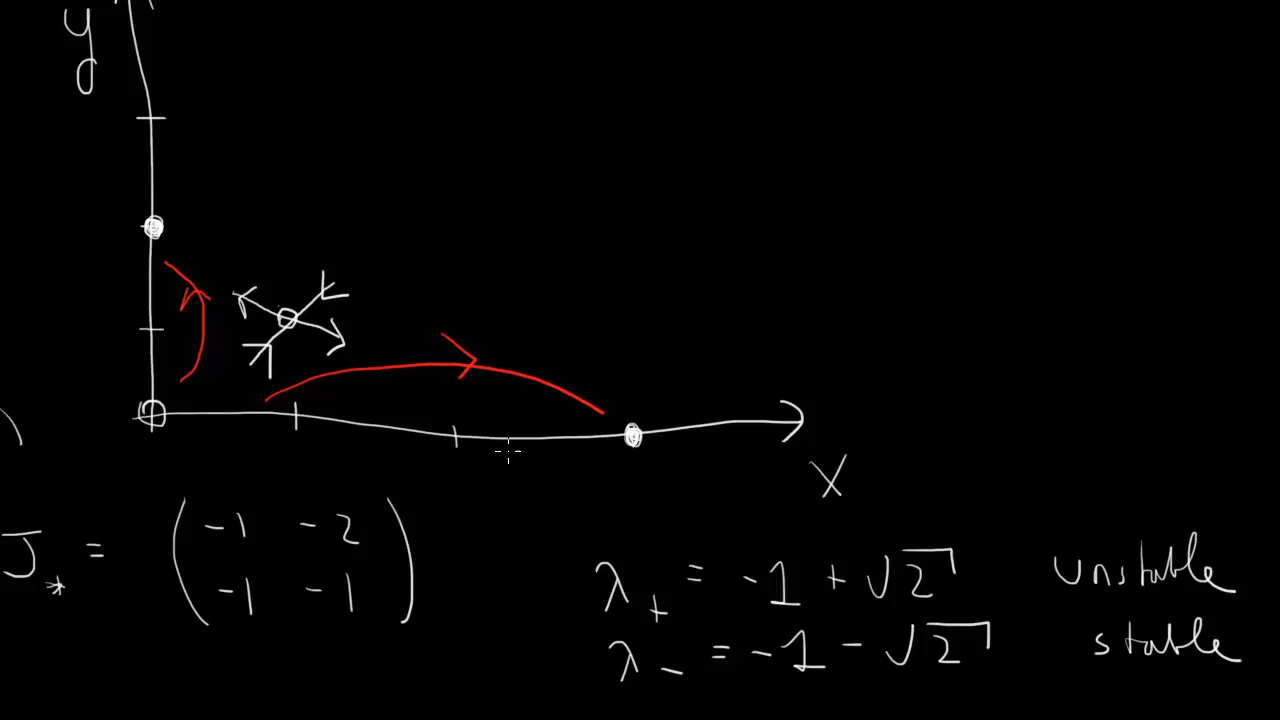 y
x
J* = ( -1 -2
-1 -1 )
λ+ = -1 + √2 unstable
λ- = -1 - √2 stable